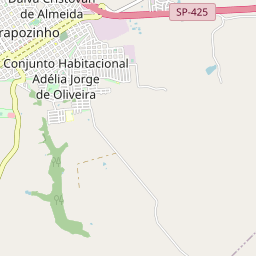 Dalva Cristovan
de Almeida
rapozinho
SP-425
Conjunto Habitacional
Adélia Jorge
de Oliveira